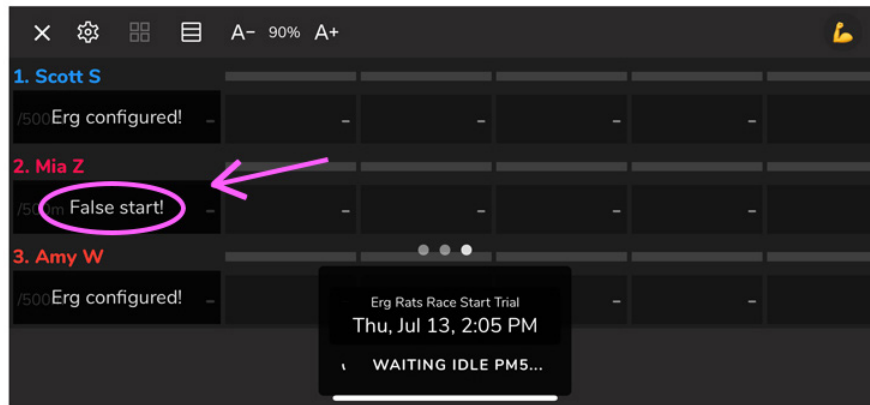 A- 90% A+
1. Scott S
/500 Erg configured! -
- - - -
2. Mia Z
/500m False start! -
- - - -
3. Amy W
/500 Erg configured! -
- -
Erg Rats Race Start Trial
Thu, Jul 13, 2:05 PM
WAITING IDLE PM5...